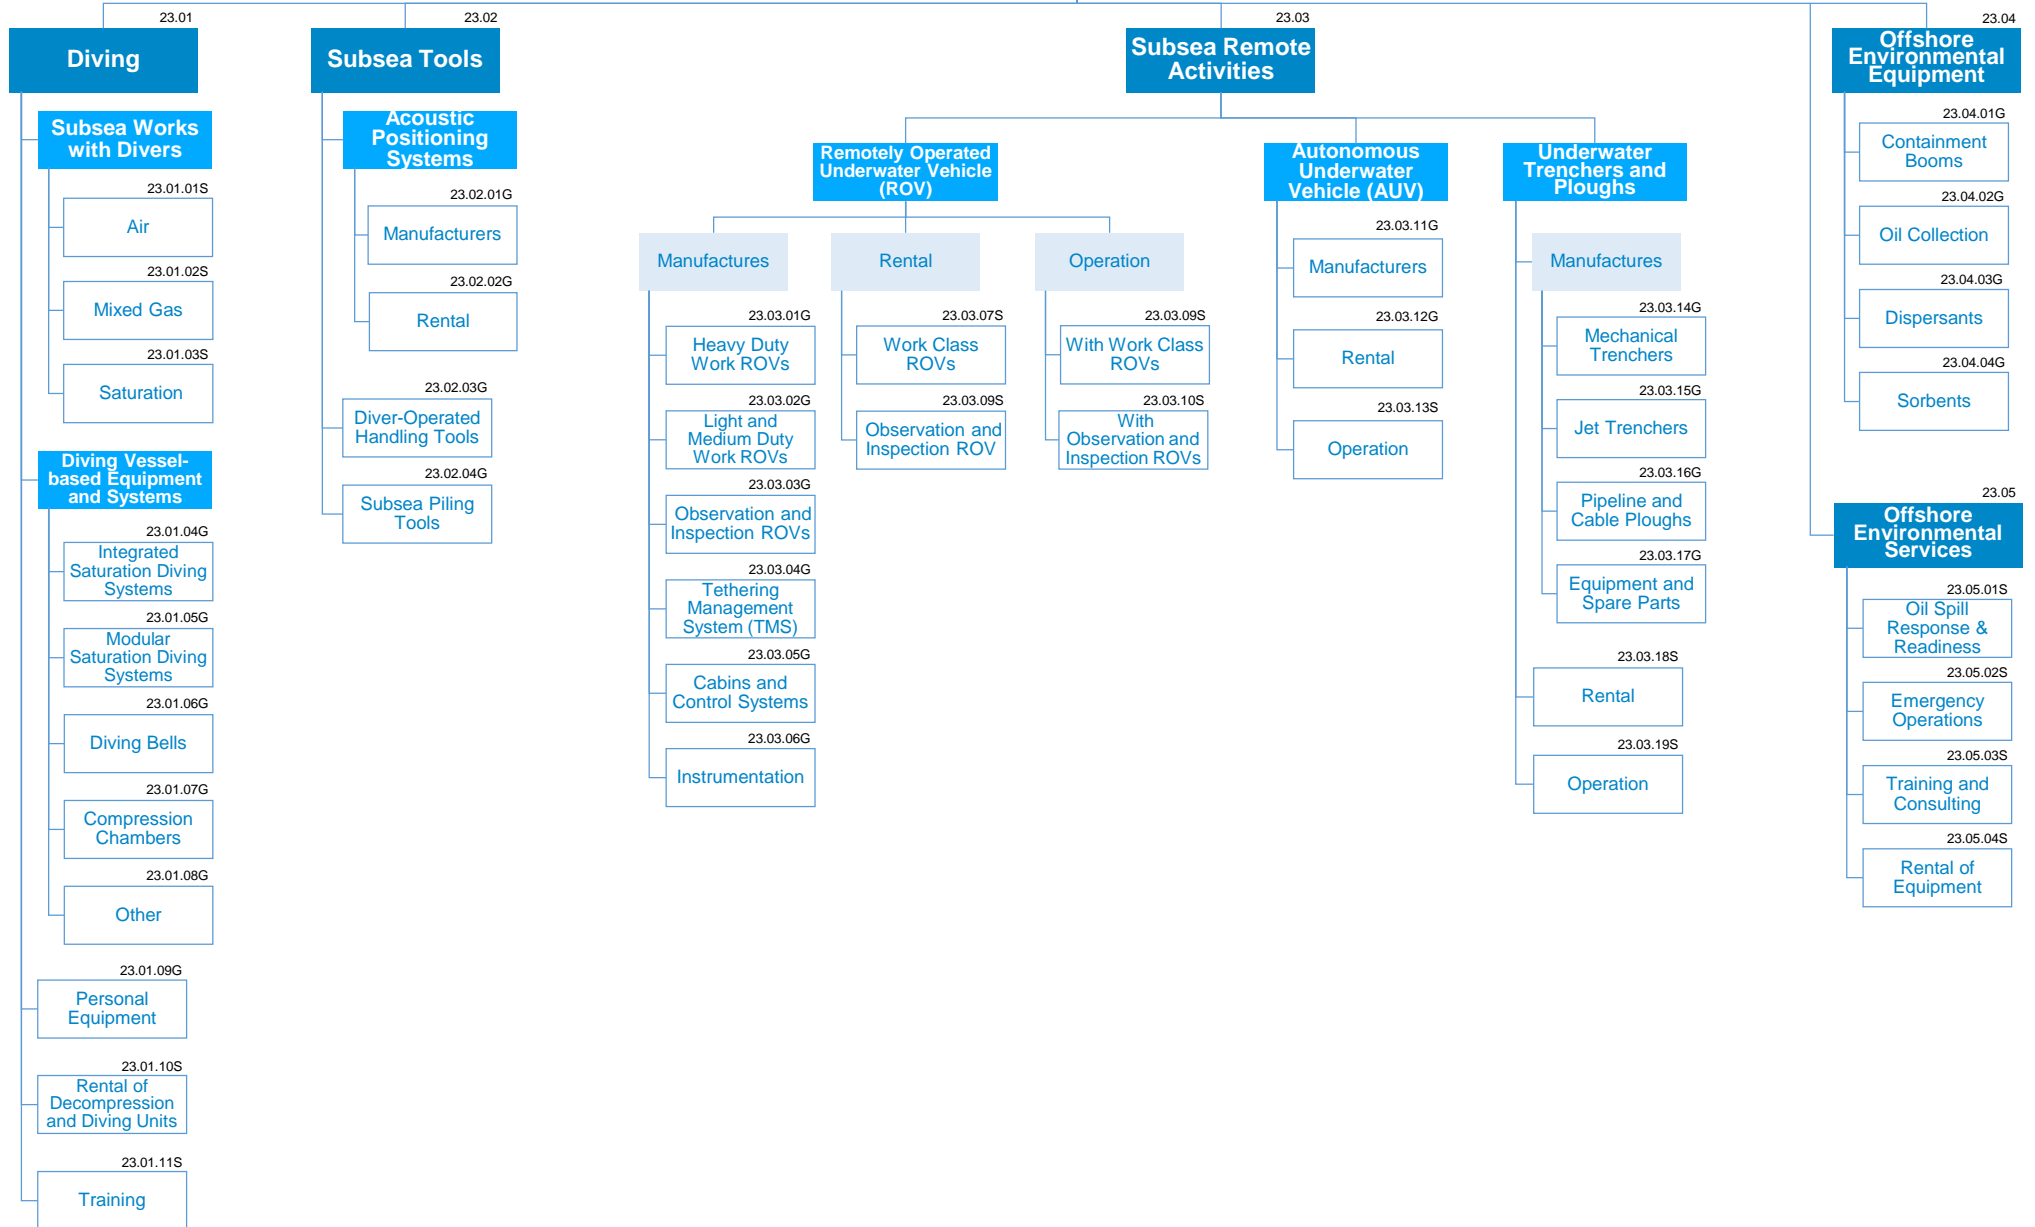 23.01
Diving
Subsea Works
with Divers
23.01.01S
Air
23.01.02S
Mixed Gas
23.01.03S
Saturation
Diving Vessel-
based Equipment
and Systems
23.01.04G
Integrated
Saturation Diving
Systems
23.01.05G
Modular
Saturation Diving
Systems
23.01.06G
Diving Bells
23.01.07G
Compression
Chambers
23.01.08G
Other
23.01.09G
Personal
Equipment
23.01.10S
Rental of
Decompression
and Diving Units
23.01.11S
Training
23.02
Subsea Tools
Acoustic
Positioning
Systems
23.02.01G
Manufacturers
23.02.02G
Rental
23.02.03G
Diver-Operated
Handling Tools
23.02.04G
Subsea Piling
Tools
23.03
Subsea Remote
Activities
Remotely Operated
Underwater Vehicle
(ROV)
Manufactures
23.03.01G
Heavy Duty
Work ROVs
23.03.02G
Light and
Medium Duty
Work ROVs
23.03.03G
Observation and
Inspection ROVs
23.03.04G
Tethering
Management
System (TMS)
23.03.05G
Cabins and
Control Systems
23.03.06G
Instrumentation
Rental
23.03.07S
Work Class
ROVs
23.03.09S
Observation and
Inspection ROV
Operation
23.03.09S
With Work Class
ROVs
23.03.10S
With
Observation and
Inspection ROVs
Autonomous
Underwater
Vehicle (AUV)
23.03.11G
Manufacturers
23.03.12G
Rental
23.03.13S
Operation
Underwater
Trenchers and
Ploughs
Manufactures
23.03.14G
Mechanical
Trenchers
23.03.15G
Jet Trenchers
23.03.16G
Pipeline and
Cable Ploughs
23.03.17G
Equipment and
Spare Parts
23.03.18S
Rental
23.03.19S
Operation
23.04
Offshore
Environmental
Equipment
23.04.01G
Containment
Booms
23.04.02G
Oil Collection
23.04.03G
Dispersants
23.04.04G
Sorbents
23.05
Offshore
Environmental
Services
23.05.01S
Oil Spill
Response &
Readiness
23.05.02S
Emergency
Operations
23.05.03S
Training and
Consulting
23.05.04S
Rental of
Equipment